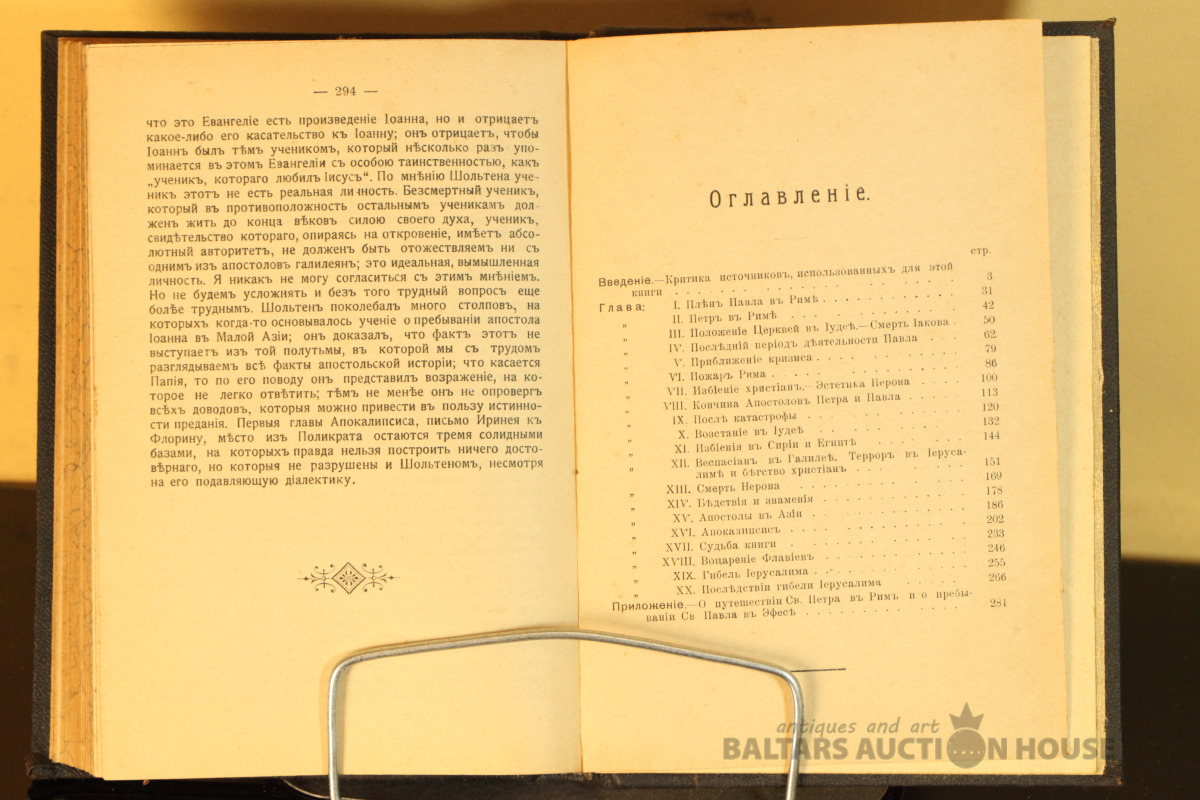 — 294 —
что это Евангеліе есть произведеніе Іоанна, но и отрицаетъ
какое-либо его касательство къ Іоанну; онъ отрицаетъ, чтобы
Іоаннъ былъ тѣмъ ученикомъ, который нѣсколько разъ упо-
минается въ этомъ Евангеліи съ особою таинственностью, какъ
„ученикъ, котораго любилъ Іисусъ“. По мнѣнію Шольтена уче-
никъ этотъ не есть реальная личность. Безсмертный ученикъ,
который въ противоположность остальнымъ ученикамъ дол-
женъ жить до конца вѣковъ силою своего духа, ученикъ,
свидѣтельство котораго, опираясь на откровеніе, имѣетъ абсо-
лютный авторитетъ, не долженъ быть отожествляемъ ни съ
однимъ изъ апостоловъ галилеянъ; это идеальная, вымышленная
личность. Я никакъ не могу согласиться съ этимъ мнѣніемъ.
Но не будемъ усложнять и безъ того трудный вопросъ еще
болѣе труднымъ. Шольтенъ поколебалъ много столповъ, на
которыхъ когда-то основывалось ученіе о пребываніи апостола
Іоанна въ Малой Азіи; онъ доказалъ, что фактъ этотъ не
выступаетъ изъ той полутьмы, въ которой мы съ трудомъ
разглядываемъ всѣ факты апостольской исторіи; что касается
Папія, то по его поводу онъ представилъ возраженіе, на ко-
торое не легко отвѣтить; тѣмъ не менѣе онъ не опровергъ
всѣхъ доводовъ, которыя можно привести въ пользу истинно-
сти преданія. Первыя главы Апокалипсиса, письмо Иринея къ
Флорину, мѣсто изъ Поликрата остаются тремя солидными
базами, на которыхъ правда нельзя построить ничего досто-
вѣрнаго, но которыя не разрушены и Шольтеномъ, несмотря
на его подавляющую діалектику.
Оглавленіе.
стр.
Введеніе.—Критика источниковъ, использованныхъ для этой
книги . . . . . . . . . . 3
Глава: I. Плѣнъ Павла въ Римѣ . . . . . . . . 31
„ II. Петръ въ Римѣ . . . . . . . . 42
„ III. Положеніе Церквей въ Іудеѣ.—Смерть Іакова . 50
„ IV. Послѣдній періодъ дѣятельности Павла . . . 62
„ V. Приближеніе кризиса . . . . . . . . 79
„ VI. Пожаръ Рима . . . . . . . . 86
„ VII. Избіеніе христіанъ.—Эстетика Нерона . . . 100
„ VIII. Кончина Апостоловъ Петра и Павла . . . . 113
„ IX. Послѣ катастрофы . . . . . . . 120
„ X. Возстаніе въ Іудеѣ . . . . . . . 132
„ XI. Избіенія въ Сиріи и Египтѣ . . . . . 144
„ XII. Веспасіанъ въ Галилеѣ. Терроръ въ Іеруса-
лимѣ и бѣгство христіанъ . . . . . . 151
„ XIII. Смерть Нерона . . . . . . . 169
„ XIV. Бѣдствія и знаменія . . . . . . . 178
„ XV. Апостолы въ Азіи . . . . . . . 186
„ XVI. Апокалипсисъ . . . . . . . . 202
„ XVII. Судьба книги . . . . . . . . 233
„ XVIII. Воцареніе Флавіевъ . . . . . . . 246
„ XIX. Гибель Іерусалима . . . . . . . 255
„ XX. Послѣдствіи гибели Іерусалима . . . . . 266
Приложеніе.—О путешествіи Св. Петра въ Римъ и о пребы-
ваніи Св Павла въ Эфесѣ . . . . . . . . 281
antiques and art
BALTARS AUCTION HOUSE